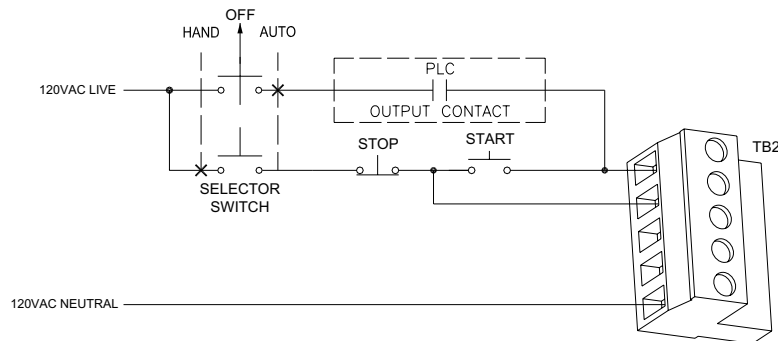 OFF
HAND
AUTO
120VAC LIVE
PLC
OUTPUT CONTACT
STOP
START
TB2
SELECTOR
SWITCH
120VAC NEUTRAL